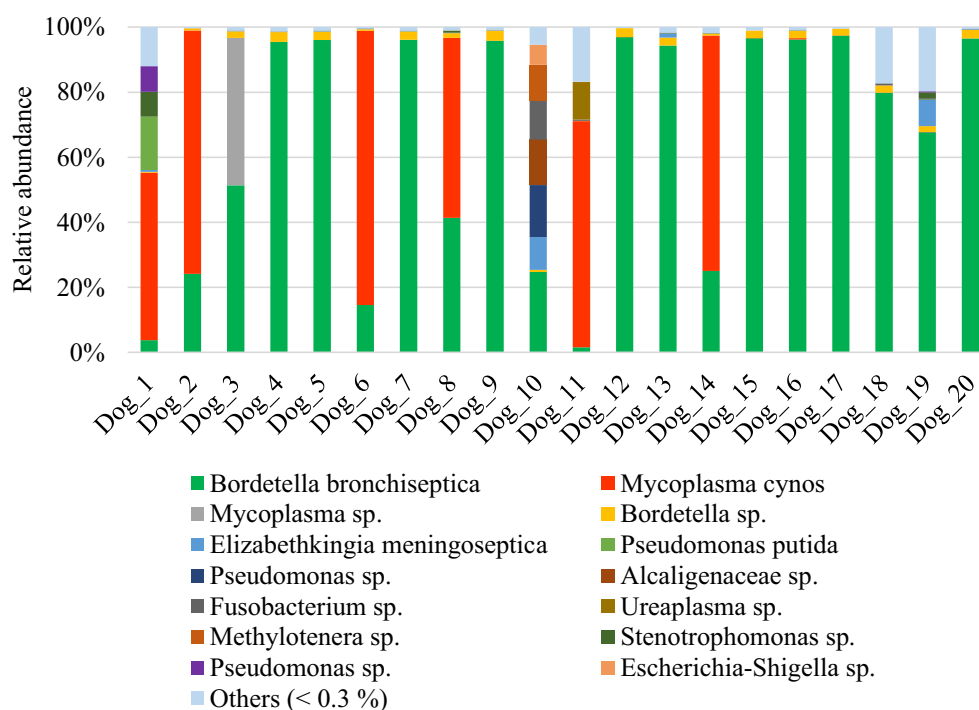 100%
80%
60%
40%
20%
0%
Relative abundance
Dog_1
Dog_2
Dog_3
Dog_4
Dog_5
Dog_6
Dog_7
Dog_8
Dog_9
Dog_10
Dog_11
Dog_12
Dog_13
Dog_14
Dog_15
Dog_16
Dog_17
Dog_18
Dog_19
Dog_20
Bordetella bronchiseptica
Mycoplasma cynos
Mycoplasma sp.
Bordetella sp.
Elizabethkingia meningoseptica
Pseudomonas putida
Pseudomonas sp.
Alcaligenaceae sp.
Fusobacterium sp.
Ureaplasma sp.
Methylotenera sp.
Stenotrophomonas sp.
Pseudomonas sp.
Escherichia-Shigella sp.
Others (< 0.3 %)